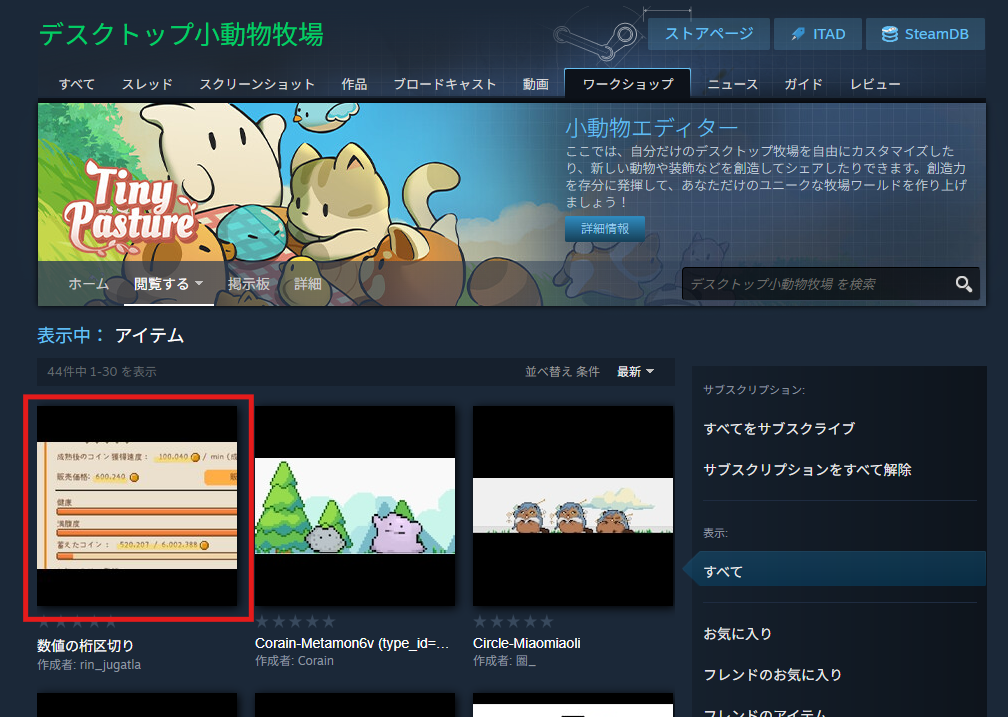 デスクトップ小動物牧場
ストアページ
ITAD
SteamDB
すべて スレッド スクリーンショット 作品 ブロードキャスト 動画 ワークショップ ニュース ガイド レビュー
Tiny
Pasture
小動物エディター
ここでは、自分だけのデスクトップ牧場を自由にカスタマイズした
り、新しい動物や装飾などを創造してシェアしたりできます。創造力
を存分に発揮して、あなただけのユニークな牧場ワールドを作り上げ
ましょう！
詳細情報
ホーム 閲覧する 掲示板 詳細
デスクトップ小動物牧場 を検索
表示中： アイテム
44件中 1-30 を表示
並べ替え 条件 最新
成熟後のコイン獲得速度： 100,040 / min (成
販売価格: 600,240
健康
満腹度
蓄えたコイン： 520,207 / 6,002,388
数値の桁区切り
作成者: rin_jugatla
Corain-Metamon6v (type_id=...
作成者: Corain
Circle-Miaomiaoli
作成者: 圈_
サブスクリプション:
すべてをサブスクライブ
サブスクリプションをすべて解除
表示:
すべて
お気に入り
フレンドのお気に入り
フレンドのアイテム